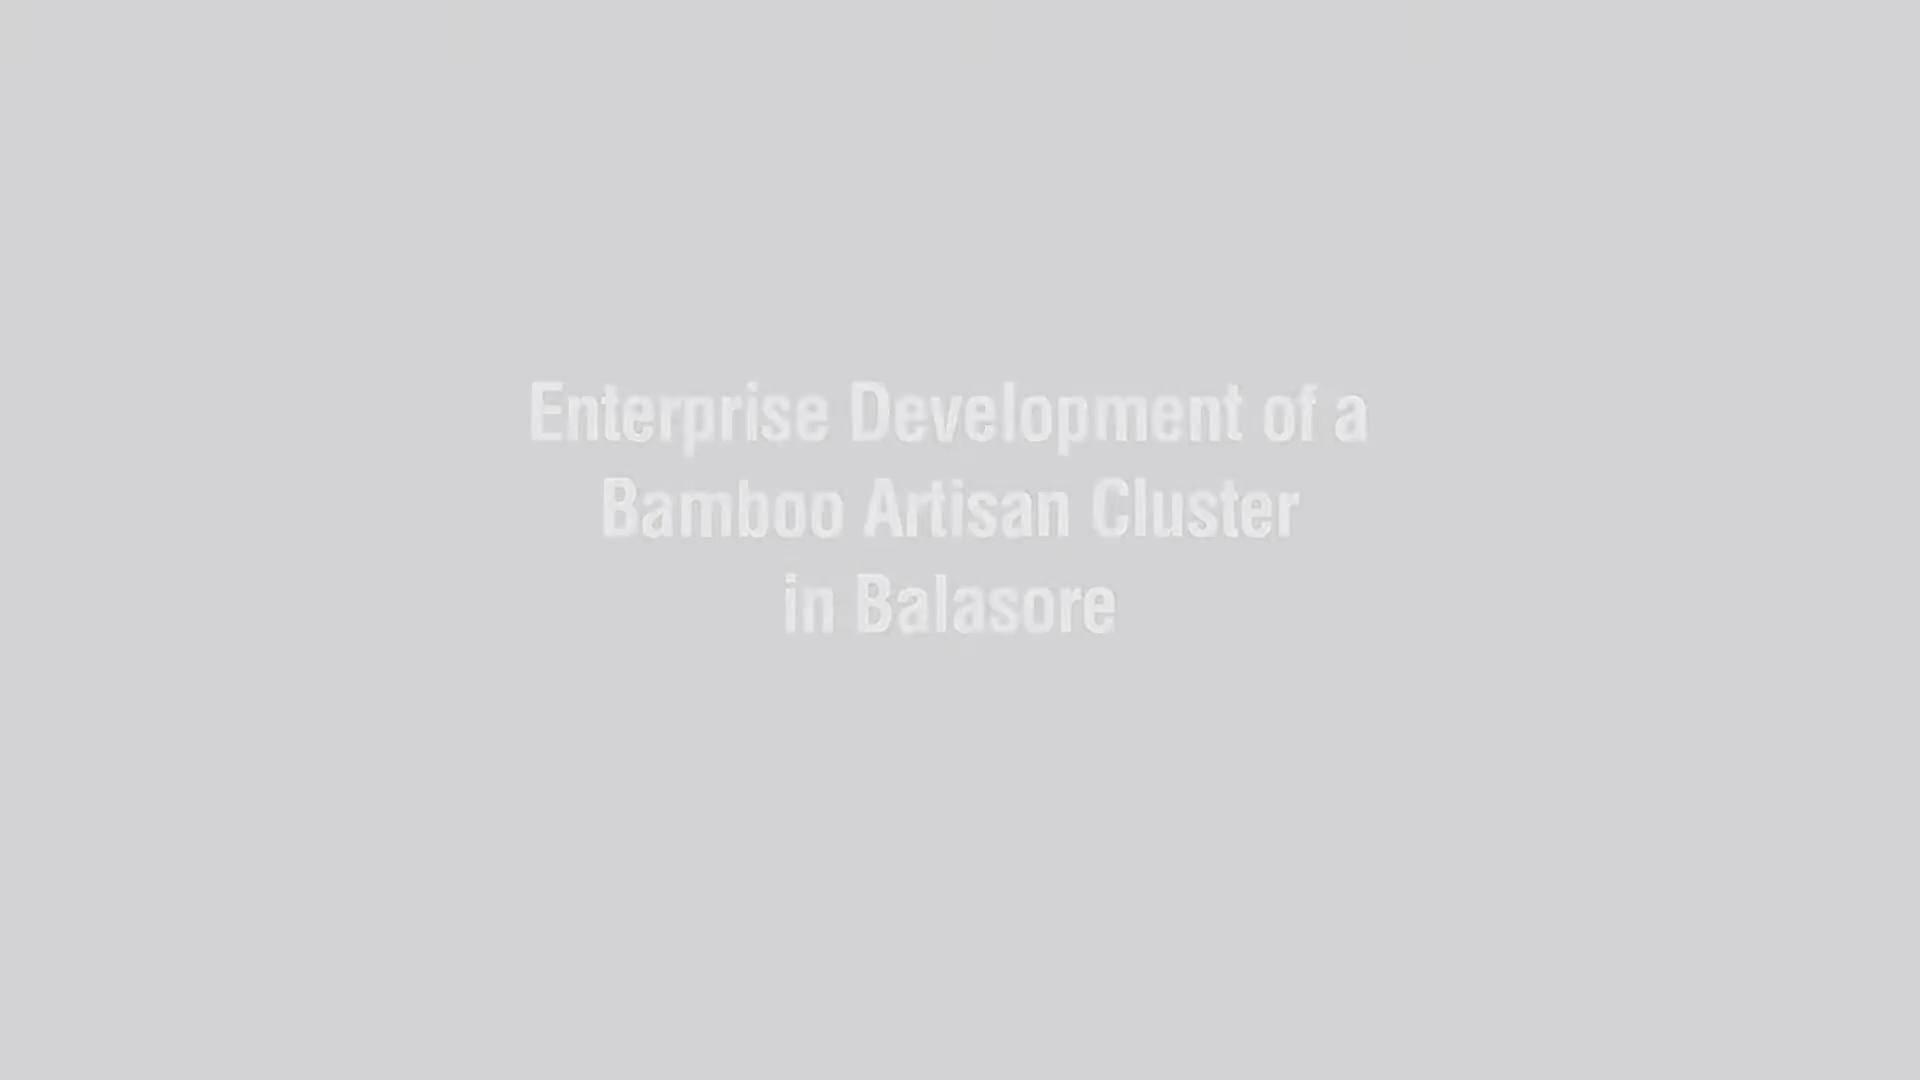 Enterprise Development of a
Bamboo Artisan Cluster
in Balasore